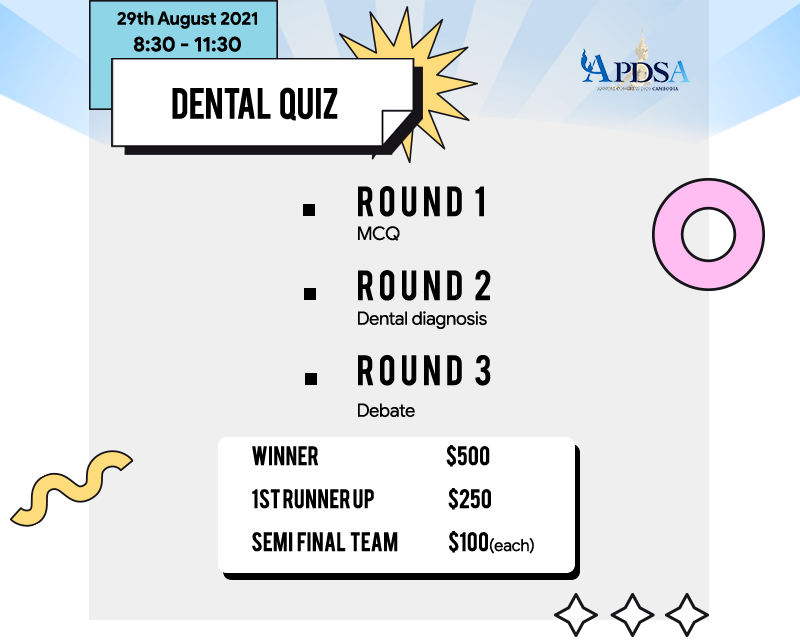 29th August 2021
8:30 - 11:30
DENTAL QUIZ
APDSA
CAMBODIA
ROUND 1
MCQ
ROUND 2
Dental diagnosis
ROUND 3
Debate
WINNER $500
1ST RUNNER UP $250
SEMI FINAL TEAM $100(each)